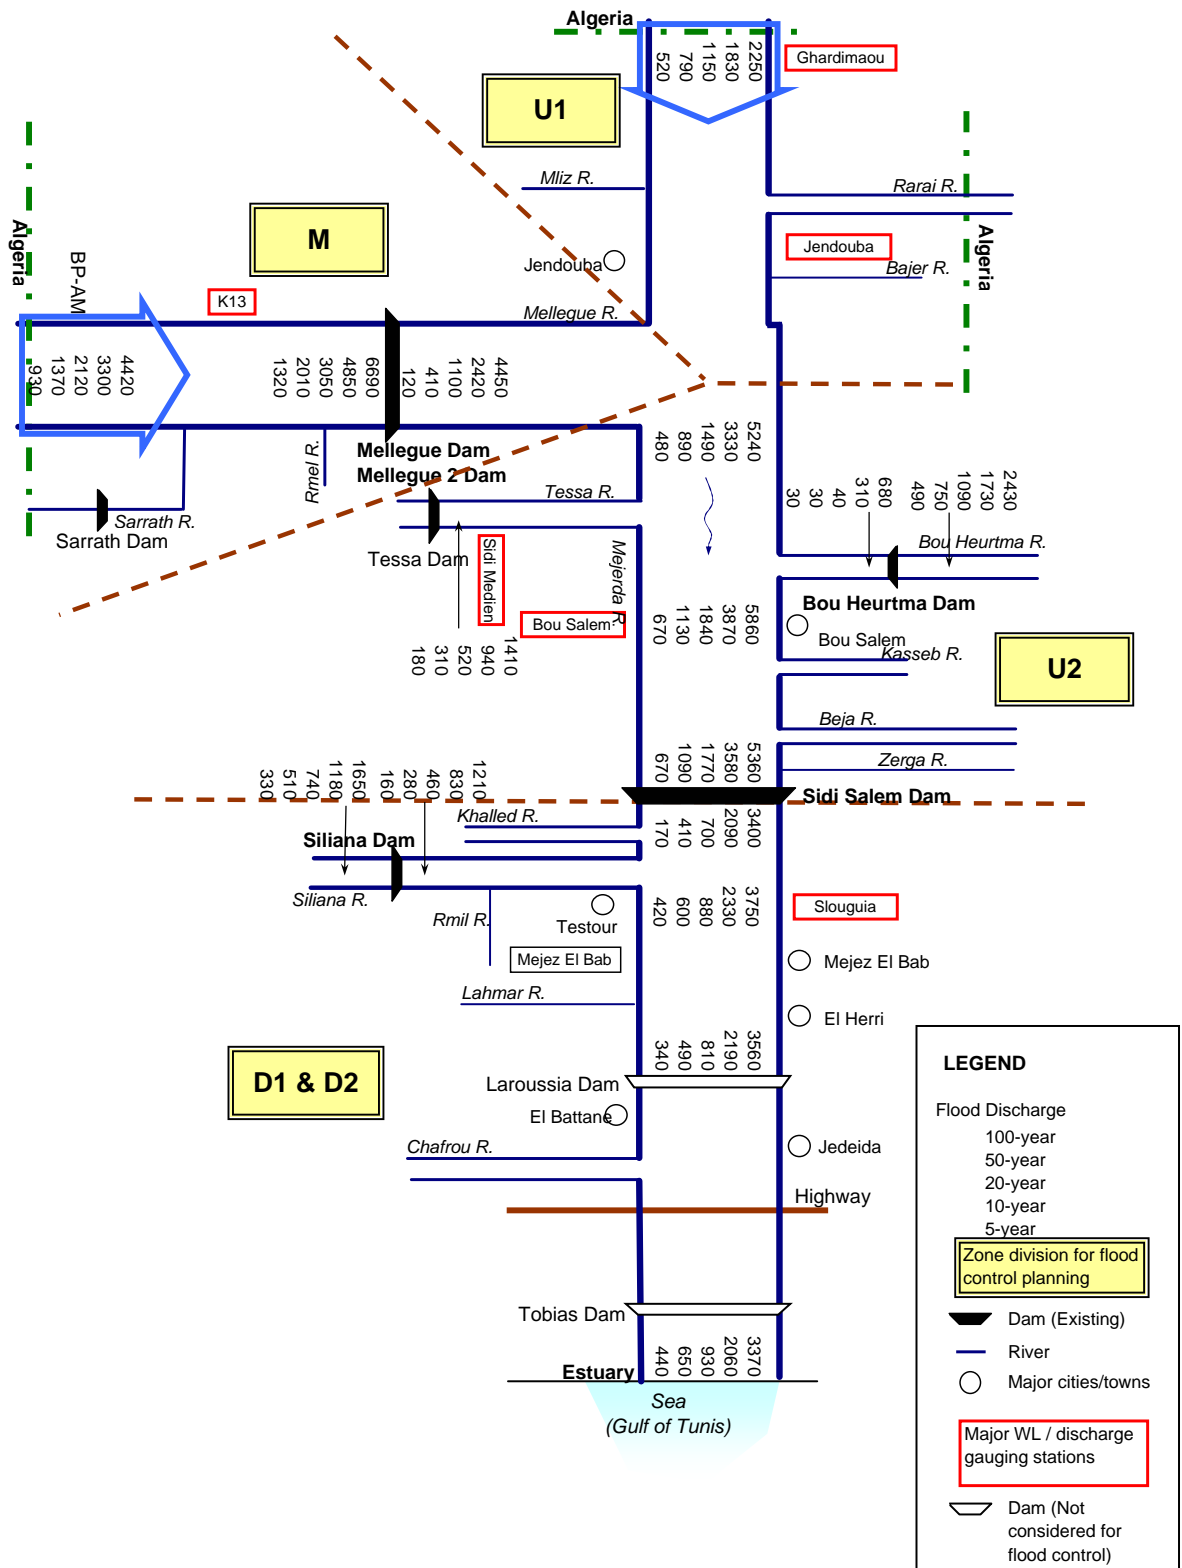 Algeria
2250
1830
1150
790
520
Ghardimaou
U1
Mliz R.
Rarai R.
Algeria
M
Jendouba
Jendouba
Bajer R.
Algeria
BP-AM
K13
Mellegue R.
4420
3300
2120
1370
930
6690
4850
3050
2010
1320
4450
2420
1100
410
120
5240
3330
1490
890
480
Mellegue Dam
Mellegue 2 Dam
Rmel R.
Tessa R.
2430
1730
1090
750
490
680
310
40
30
30
Sarrath R.
Sarrath Dam
Tessa Dam
Sidi Medien
Mejerda R.
Bou Heurtma R.
Bou Heurtma Dam
Bou Salem
Bou Salem
5860
3870
1840
1130
670
1410
940
520
310
180
Kasseb R.
U2
Beja R.
Zerga R.
5360
3580
1770
1090
670
Sidi Salem Dam
1210
830
460
280
160
1650
1180
740
510
330
Khalled R.
3400
2090
700
410
170
Siliana Dam
Siliana R.
Rmil R.
Testour
3750
2330
880
600
420
Slouguia
Mejez El Bab
Mejez El Bab
Lahmar R.
El Herri
D1 & D2
3560
2190
810
490
340
Laroussia Dam
El Battane
Chafrou R.
Jedeida
Highway
Tobias Dam
3370
2060
930
650
440
Estuary
Sea
(Gulf of Tunis)
LEGEND
Flood Discharge
100-year
50-year
20-year
10-year
5-year
Zone division for flood
control planning
Dam (Existing)
River
Major cities/towns
Major WL / discharge
gauging stations
Dam (Not
considered for
flood control)